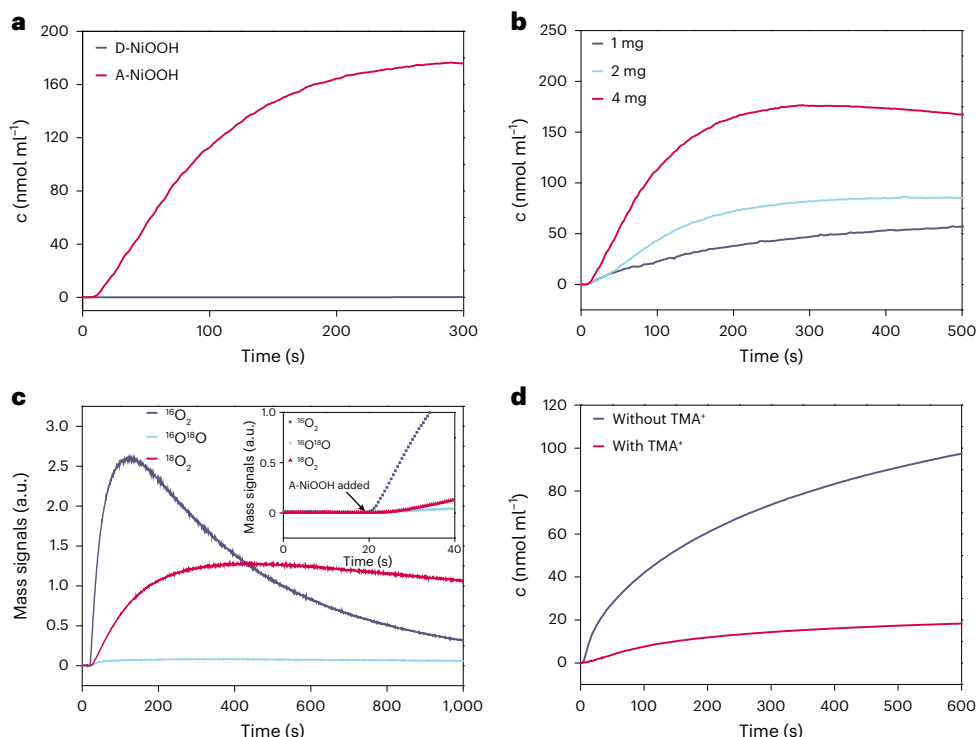 a
200
160
120
80
40
0
c (nmol ml⁻¹)
D-NiOOH
A-NiOOH
0 100 200 300
Time (s)
b
250
200
150
100
50
0
c (nmol ml⁻¹)
1 mg
2 mg
4 mg
0 100 200 300 400 500
Time (s)
c
3.0
2.5
2.0
1.5
1.0
0.5
0
Mass signals (a.u.)
¹⁶O₂
¹⁶O¹⁸O
¹⁸O₂
1.0
0.5
0
Mass signals (a.u.)
¹⁶O₂
¹⁶O¹⁸O
¹⁸O₂
A-NiOOH added
0 20 40
Time (s)
0 200 400 600 800 1,000
Time (s)
d
120
100
80
60
40
20
0
c (nmol ml⁻¹)
Without TMA⁺
With TMA⁺
0 100 200 300 400 500 600
Time (s)